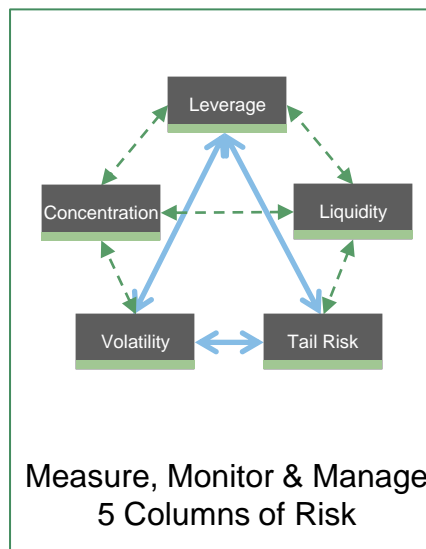 Leverage
Concentration
Liquidity
Volatility
Tail Risk
Measure, Monitor & Manage
5 Columns of Risk